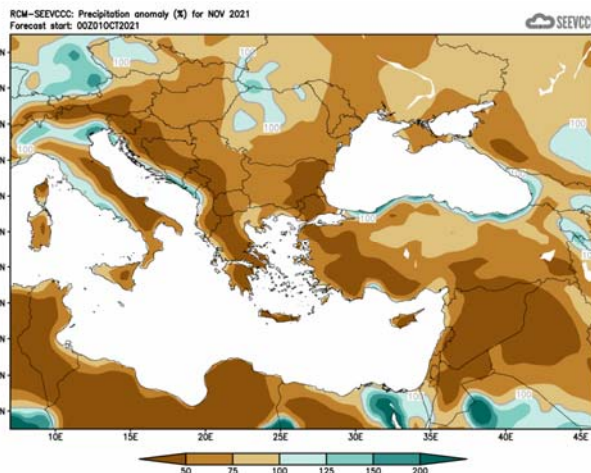 RCM-SEEVCCC: Precipitation anomaly (%) for NOV 2021
Forecast start: 00Z01OCT2021
SEEVCC
100
100
100
100
100
100
100
100
100
N
N
N
N
N
N
N
N
N
N
N
10E 15E 20E 25E 30E 35E 40E 45E
50 75 100 125 150 200